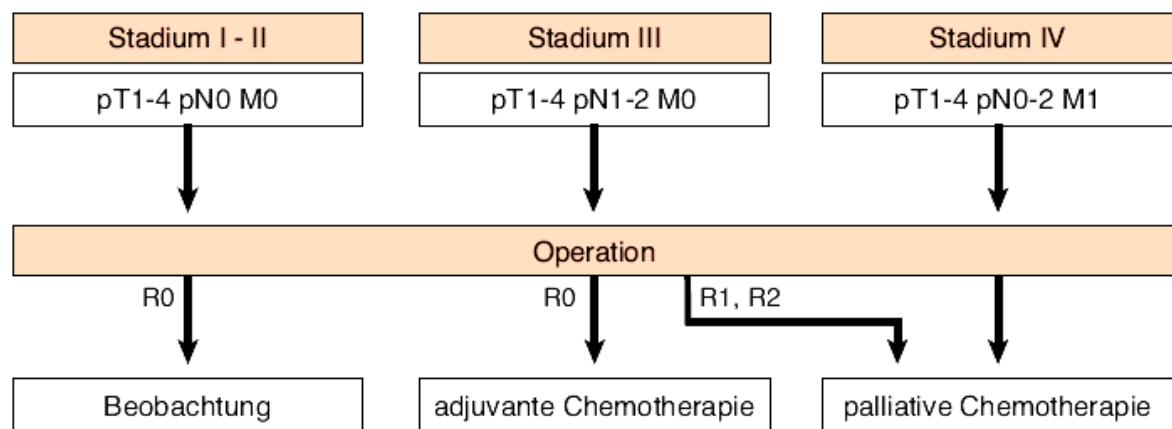 Stadium I - II
Stadium III
Stadium IV
pT1-4 pN0 M0
pT1-4 pN1-2 M0
pT1-4 pN0-2 M1
Operation
R0
R0
R1, R2
Beobachtung
adjuvante Chemotherapie
palliative Chemotherapie